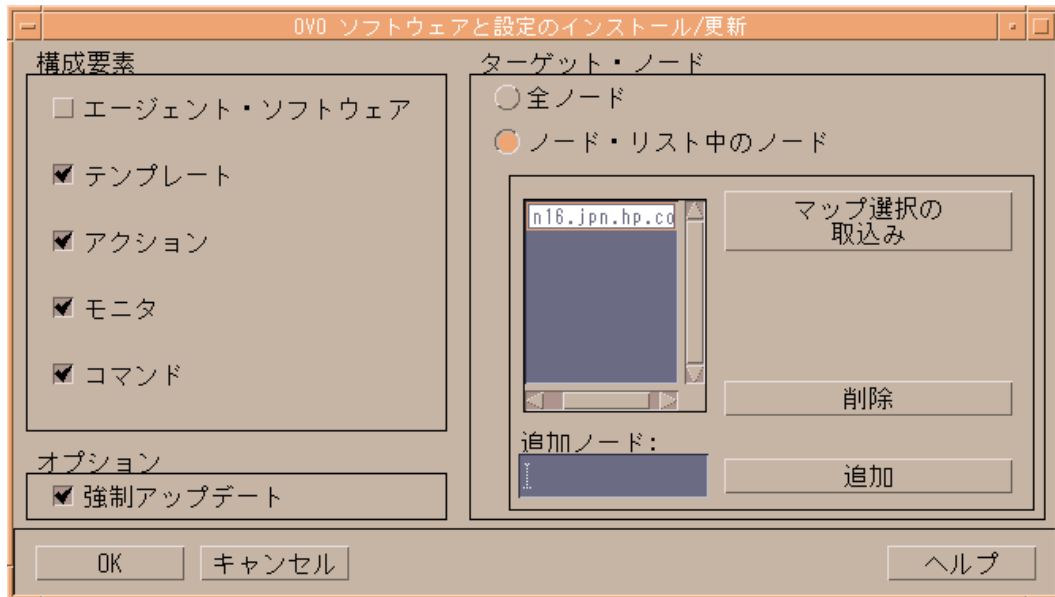 OVO ソフトウェアと設定のインストール/更新
構成要素
エージェント・ソフトウェア
テンプレート
アクション
モニタ
コマンド
オプション
強制アップデート
ターゲット・ノード
全ノード
ノード・リスト中のノード
n16.jpn.hp.co
マップ選択の
取込み
削除
追加ノード:
追加
OK
キャンセル
ヘルプ